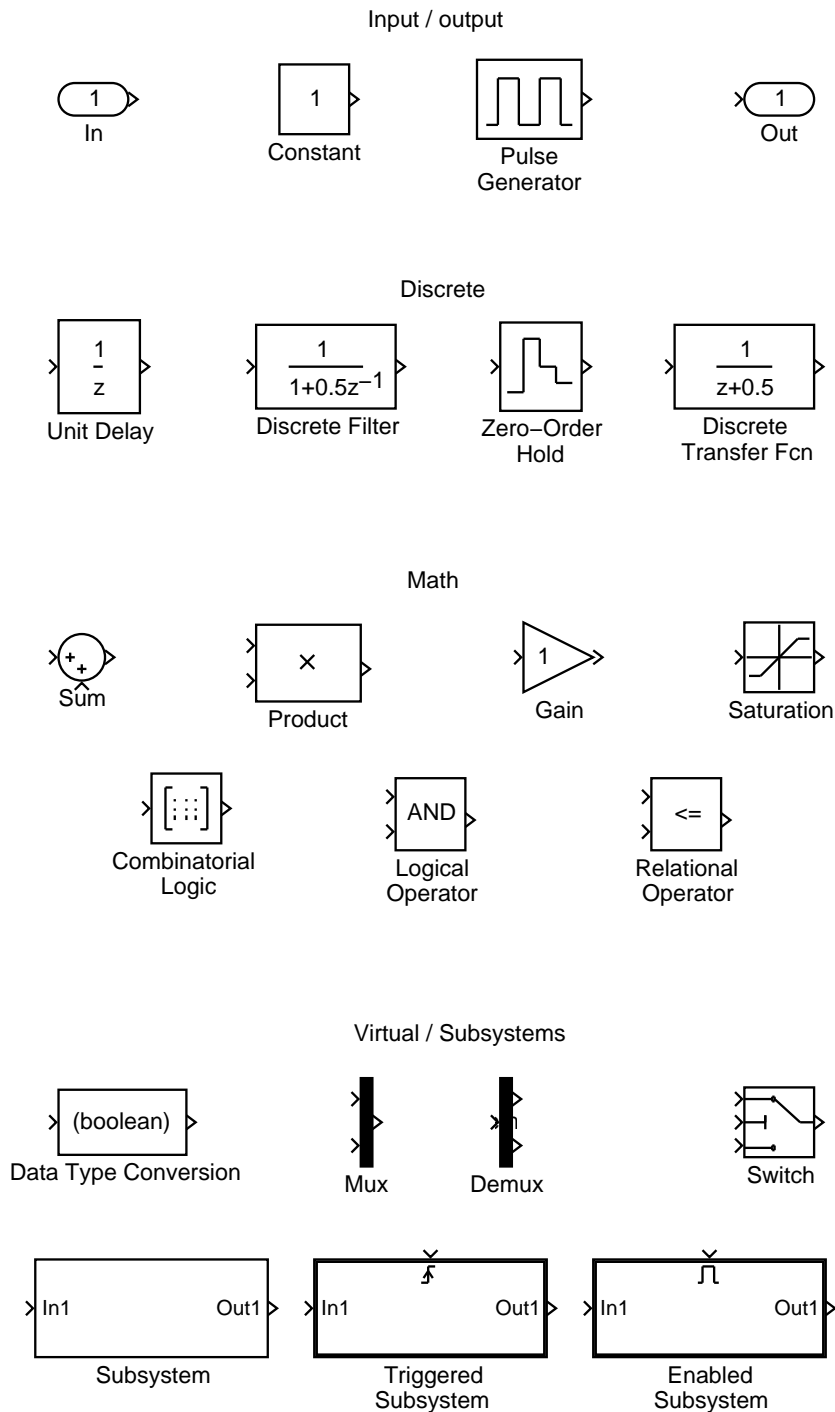 Input / output
1
1
1
In
Constant
Pulse
Generator
Out
Discrete
1
z
1
1+0.5z−1
1
z+0.5
Unit Delay
Discrete Filter
Zero−Order
Hold
Discrete
Transfer Fcn
Math
1
Sum
Product
Gain
Saturation
AND
<=
Combinatorial
Logic
Logical
Operator
Relational
Operator
Virtual / Subsystems
(boolean)
Data Type Conversion
Mux
Demux
Switch
In1
Out1
In1
Out1
In1
Out1
Subsystem
Triggered
Subsystem
Enabled
Subsystem